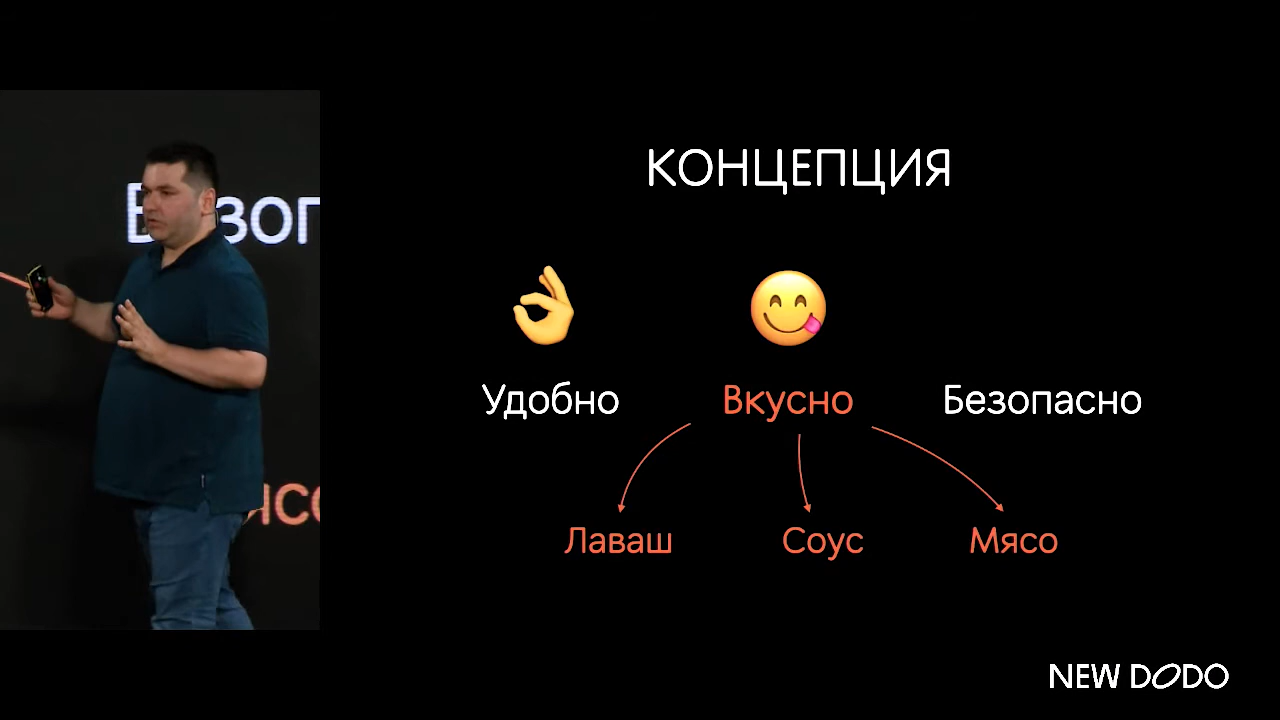 КОНЦЕПЦИЯ
Удобно
Вкусно
Безопасно
Лаваш
Соус
Мясо
NEW DODO